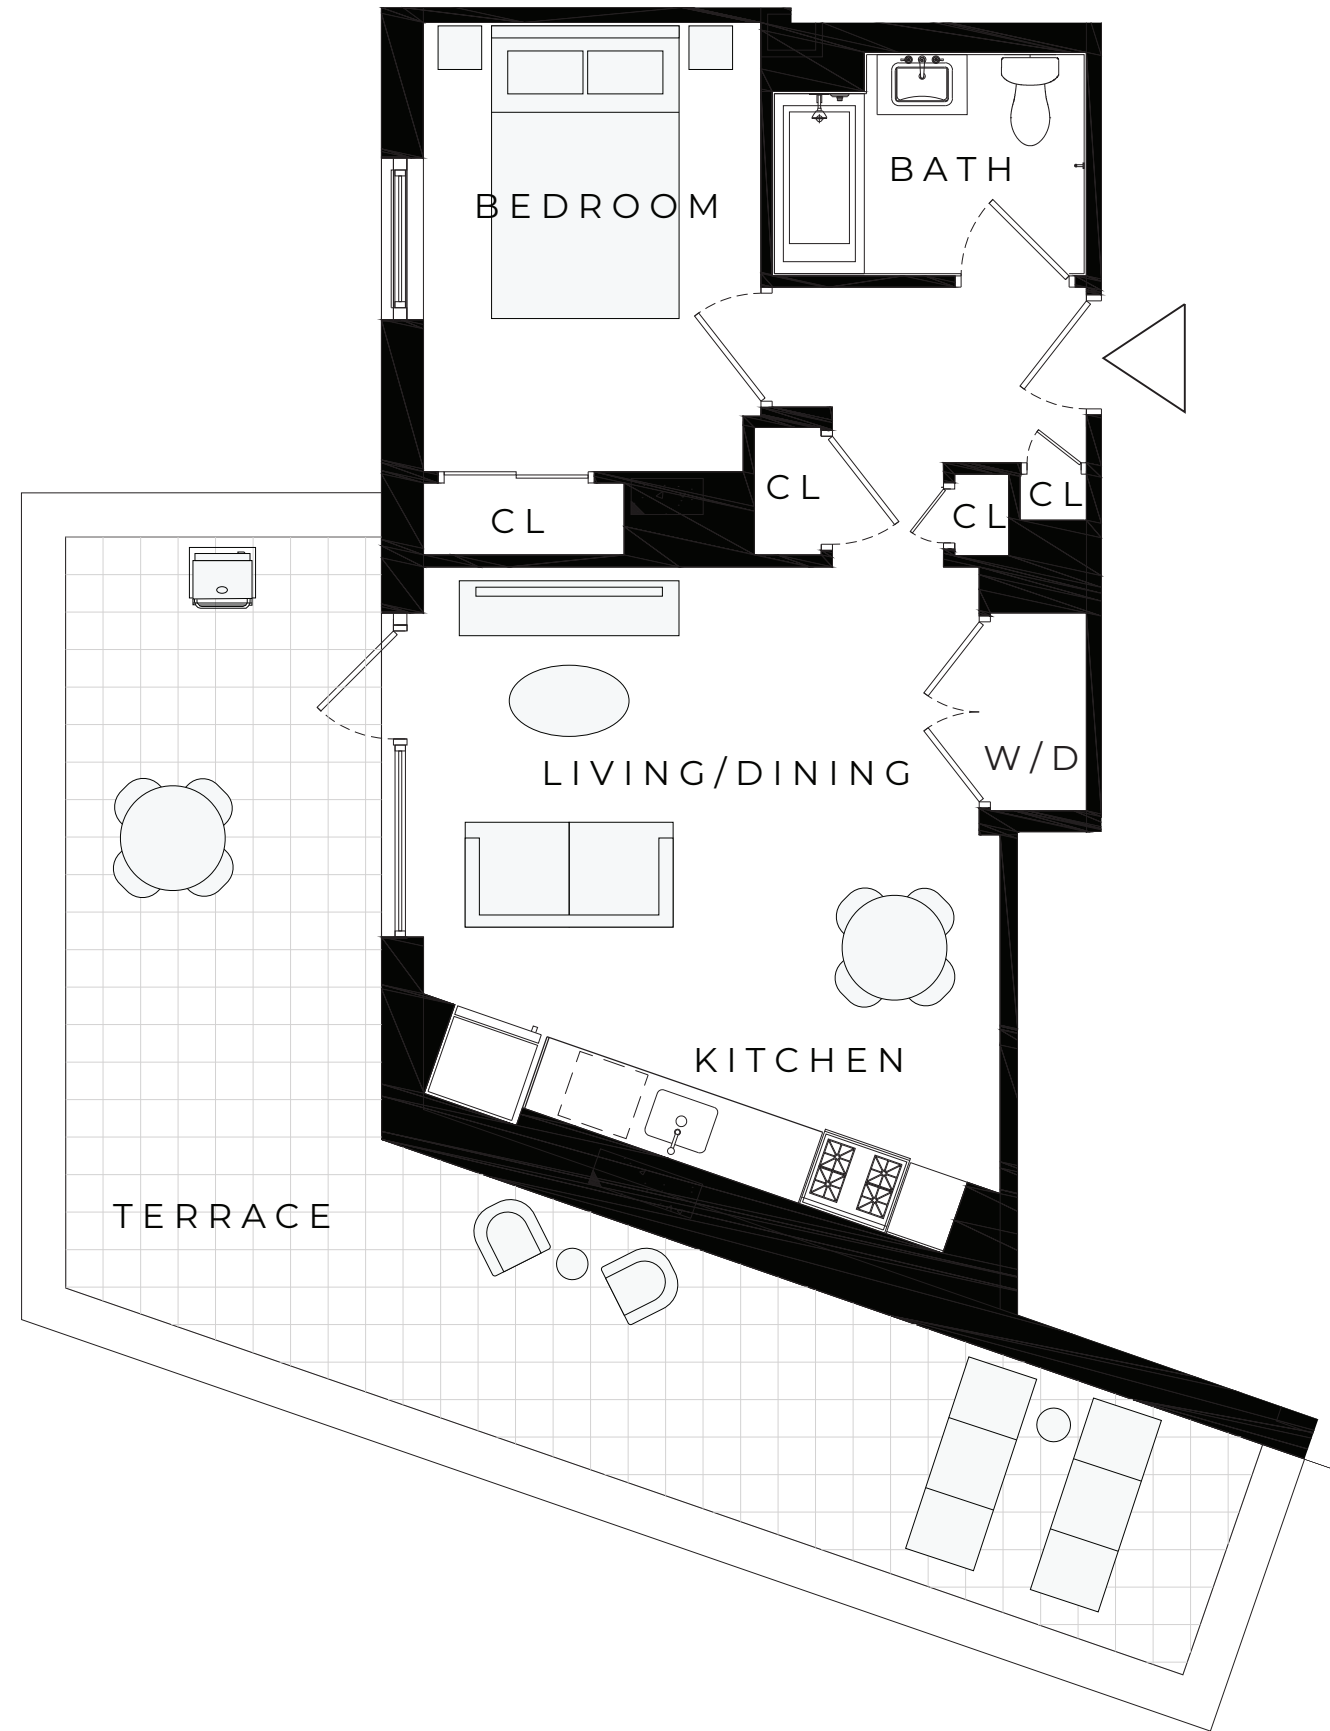 BATH
BEDROOM
CL
CL
CL
CL
W/D
LIVING/DINING
KITCHEN
TERRACE